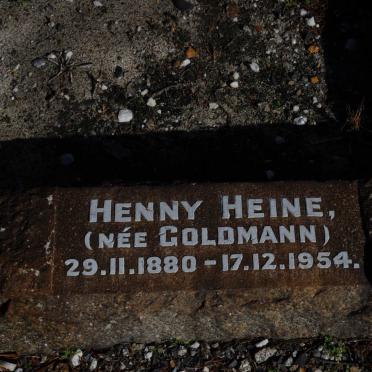 HENNY HEINE,
(NÉE GOLDMANN)
29.11.1880 - 17.12.1954.